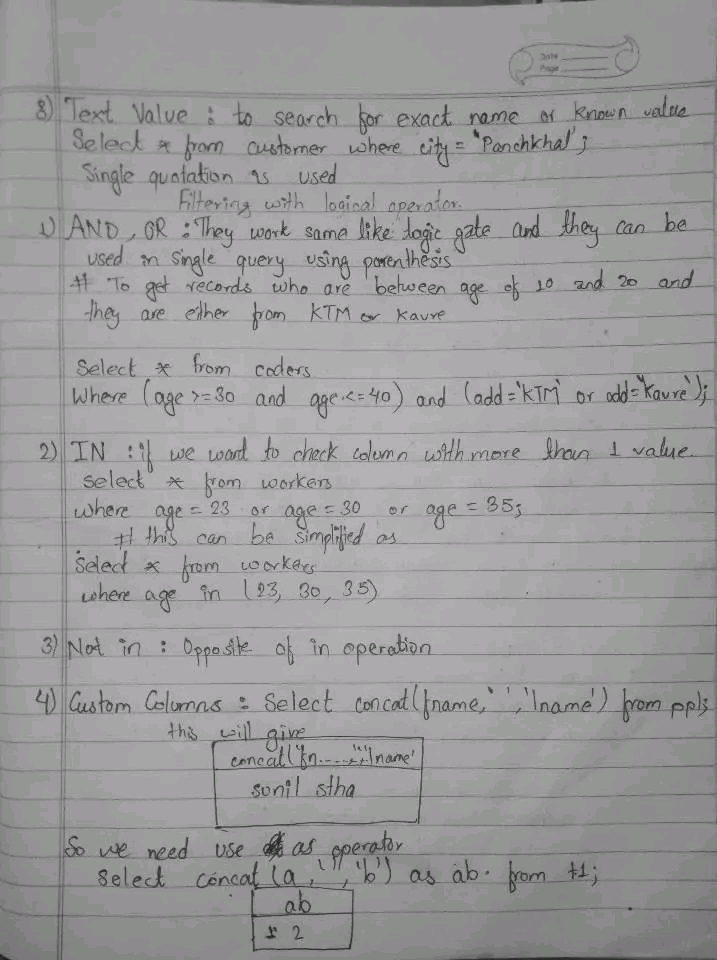 Date
Page
8) Text Value : to search for exact name or known value
Select * from customer where city = 'Panchkhal';
Single quotation is used
Filtering with logical operator.
1) AND, OR : They work same like logic gate and they can be
used in single query using parenthesis
# To get records who are between age of 10 and 20 and
they are either from KTM or Kavre
Select * from coders
Where (age >=30 and age <=40) and (add='KTM' or add='Kavre');
2) IN : if we want to check column with more than 1 value.
Select * from workers
where age = 23 or age = 30 or age = 35;
# this can be simplified as
Select * from workers
where age in (23, 30, 35)
3) Not in : Opposite of in operation
4) Custom Columns : Select concat(fname,' ','lname') from ppl;
this will give
concat('fn.....','lname'
sunil stha
So we need use as operator
Select concat (a,' ','b') as ab. from t1;
ab
1 2